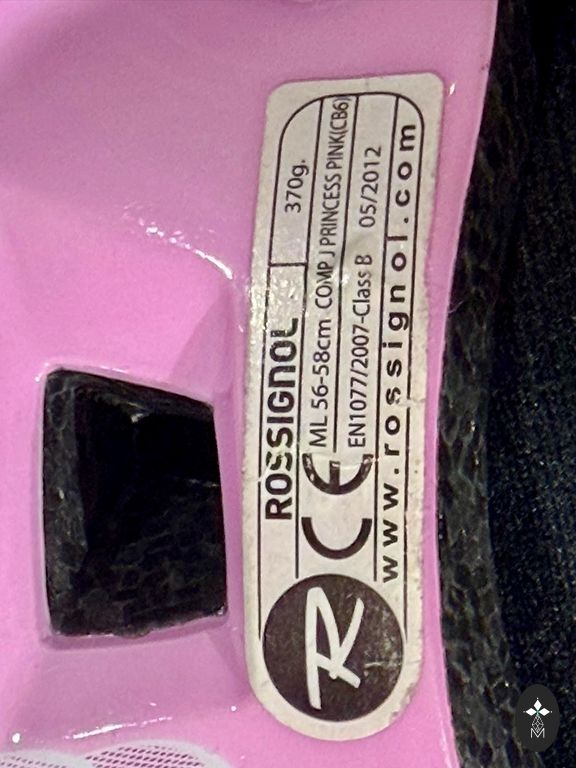 ROSSIGNOL 370g.
ML 56-58cm COMP J PRINCESS PINK(CB6)
CE EN1077/2007-Class B 05/2012
www.rossignol.com
R
M